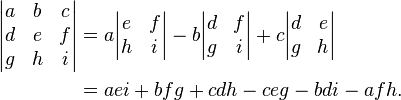 |a b c|
|d e f| = a|e f| − b|d f| + c|d e|
|g h i|    |h i|    |g i|    |g h|
= aei + bfg + cdh − ceg − bdi − afh.